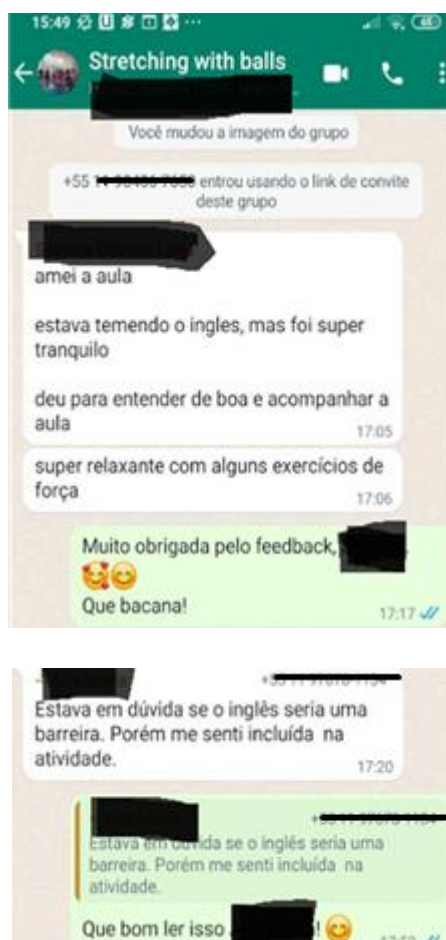 15:49
Stretching with balls
Você mudou a imagem do grupo
+55 entrou usando o link de convite
deste grupo
amei a aula
estava temendo o ingles, mas foi super
tranquilo
deu para entender de boa e acompanhar a
aula
17:05
super relaxante com alguns exercícios de
força
17:06
Muito obrigada pelo feedback,
Que bacana!
17:17
Estava em dúvida se o inglês seria uma
barreira. Porém me senti incluída na
atividade.
17:20
Estava em dúvida se o inglês seria uma
barreira. Porém me senti incluída na
atividade.
Que bom ler isso !